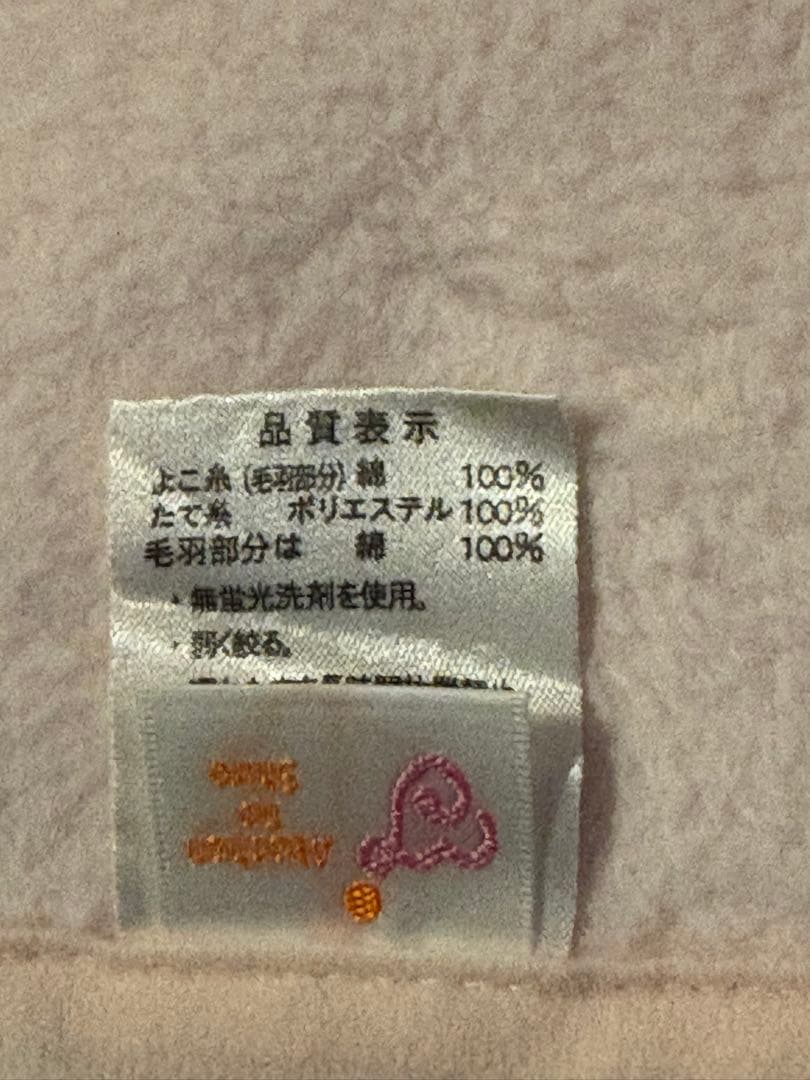 品質表示
よこ糸 (毛羽部分) 綿 100%
たて糸 ポリエステル 100%
毛羽部分は 綿 100%
・無蛍光洗剤を使用。
・弱く絞る。